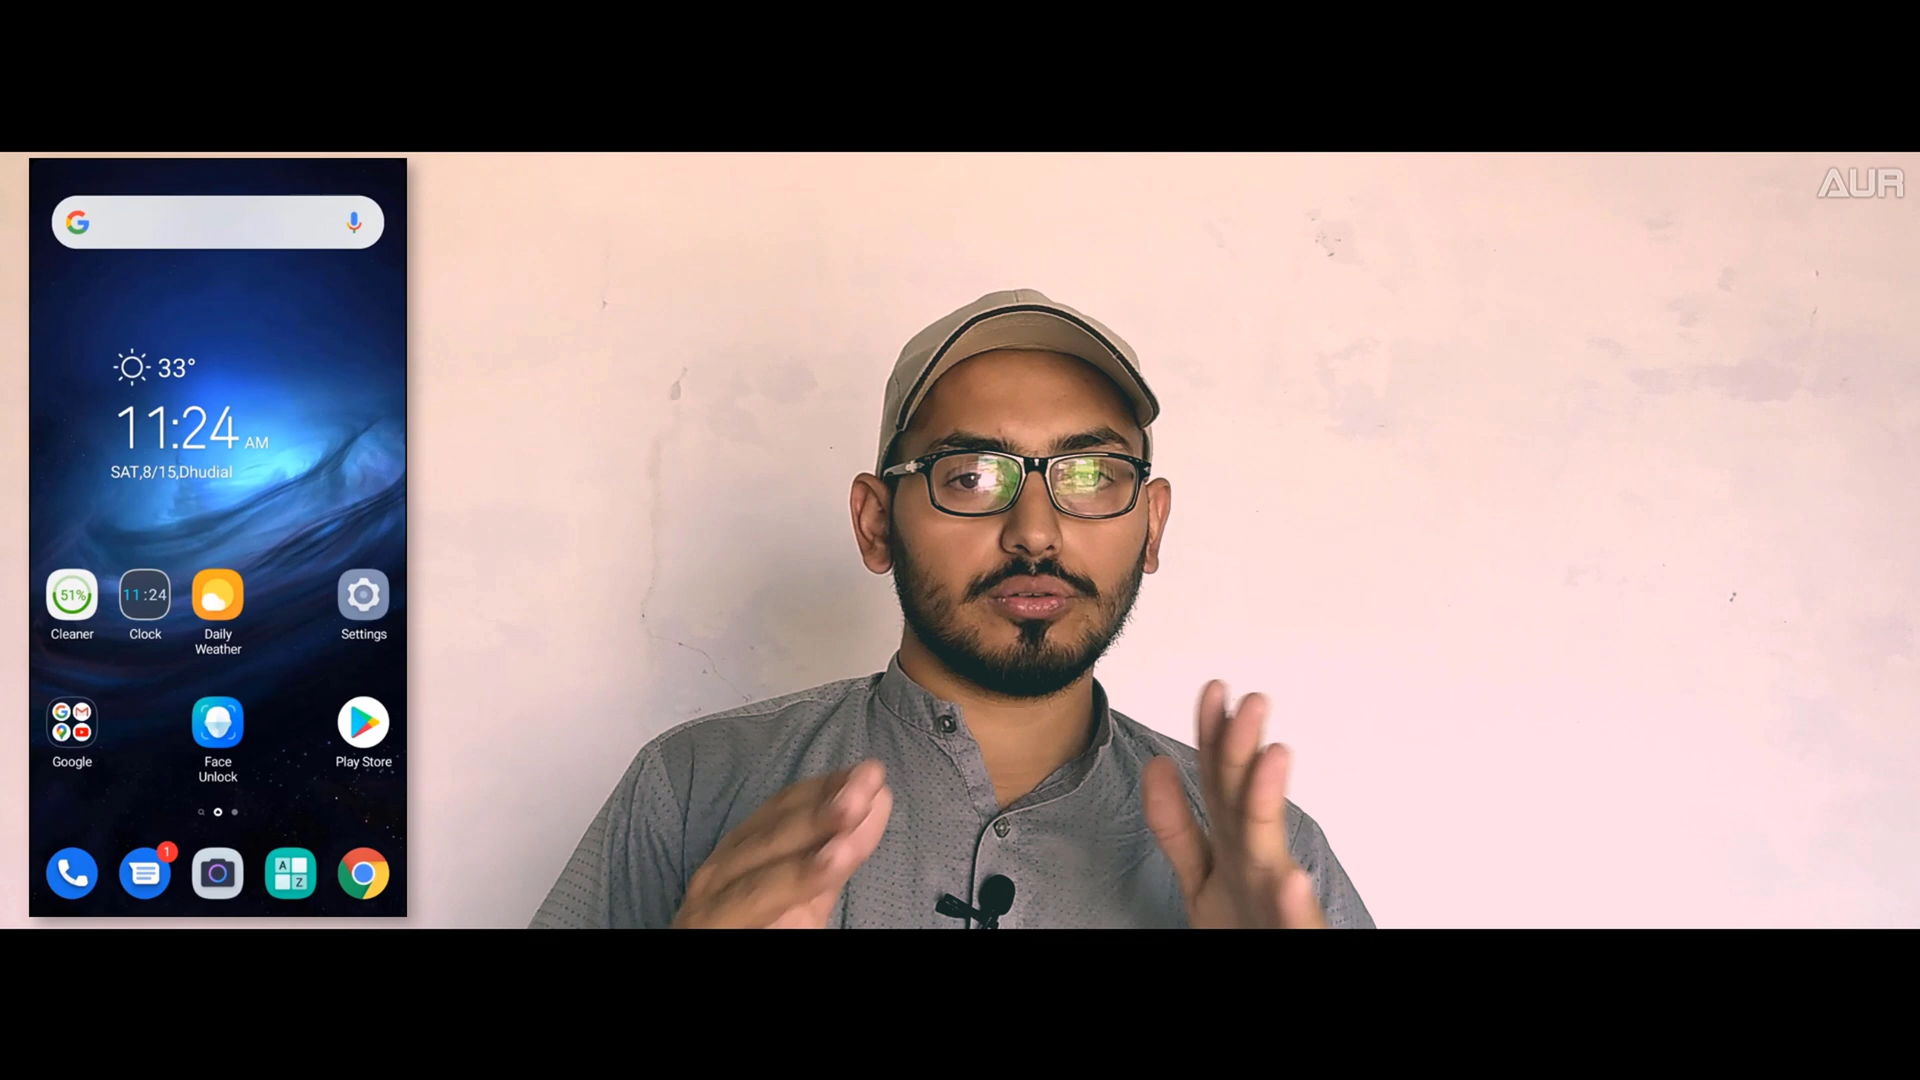 AUR
33°
11:24 AM
SAT,8/15,Dhudial
51%
11:24
Cleaner
Clock
Daily
Weather
Settings
Google
Face
Unlock
Play Store
1
A
Z